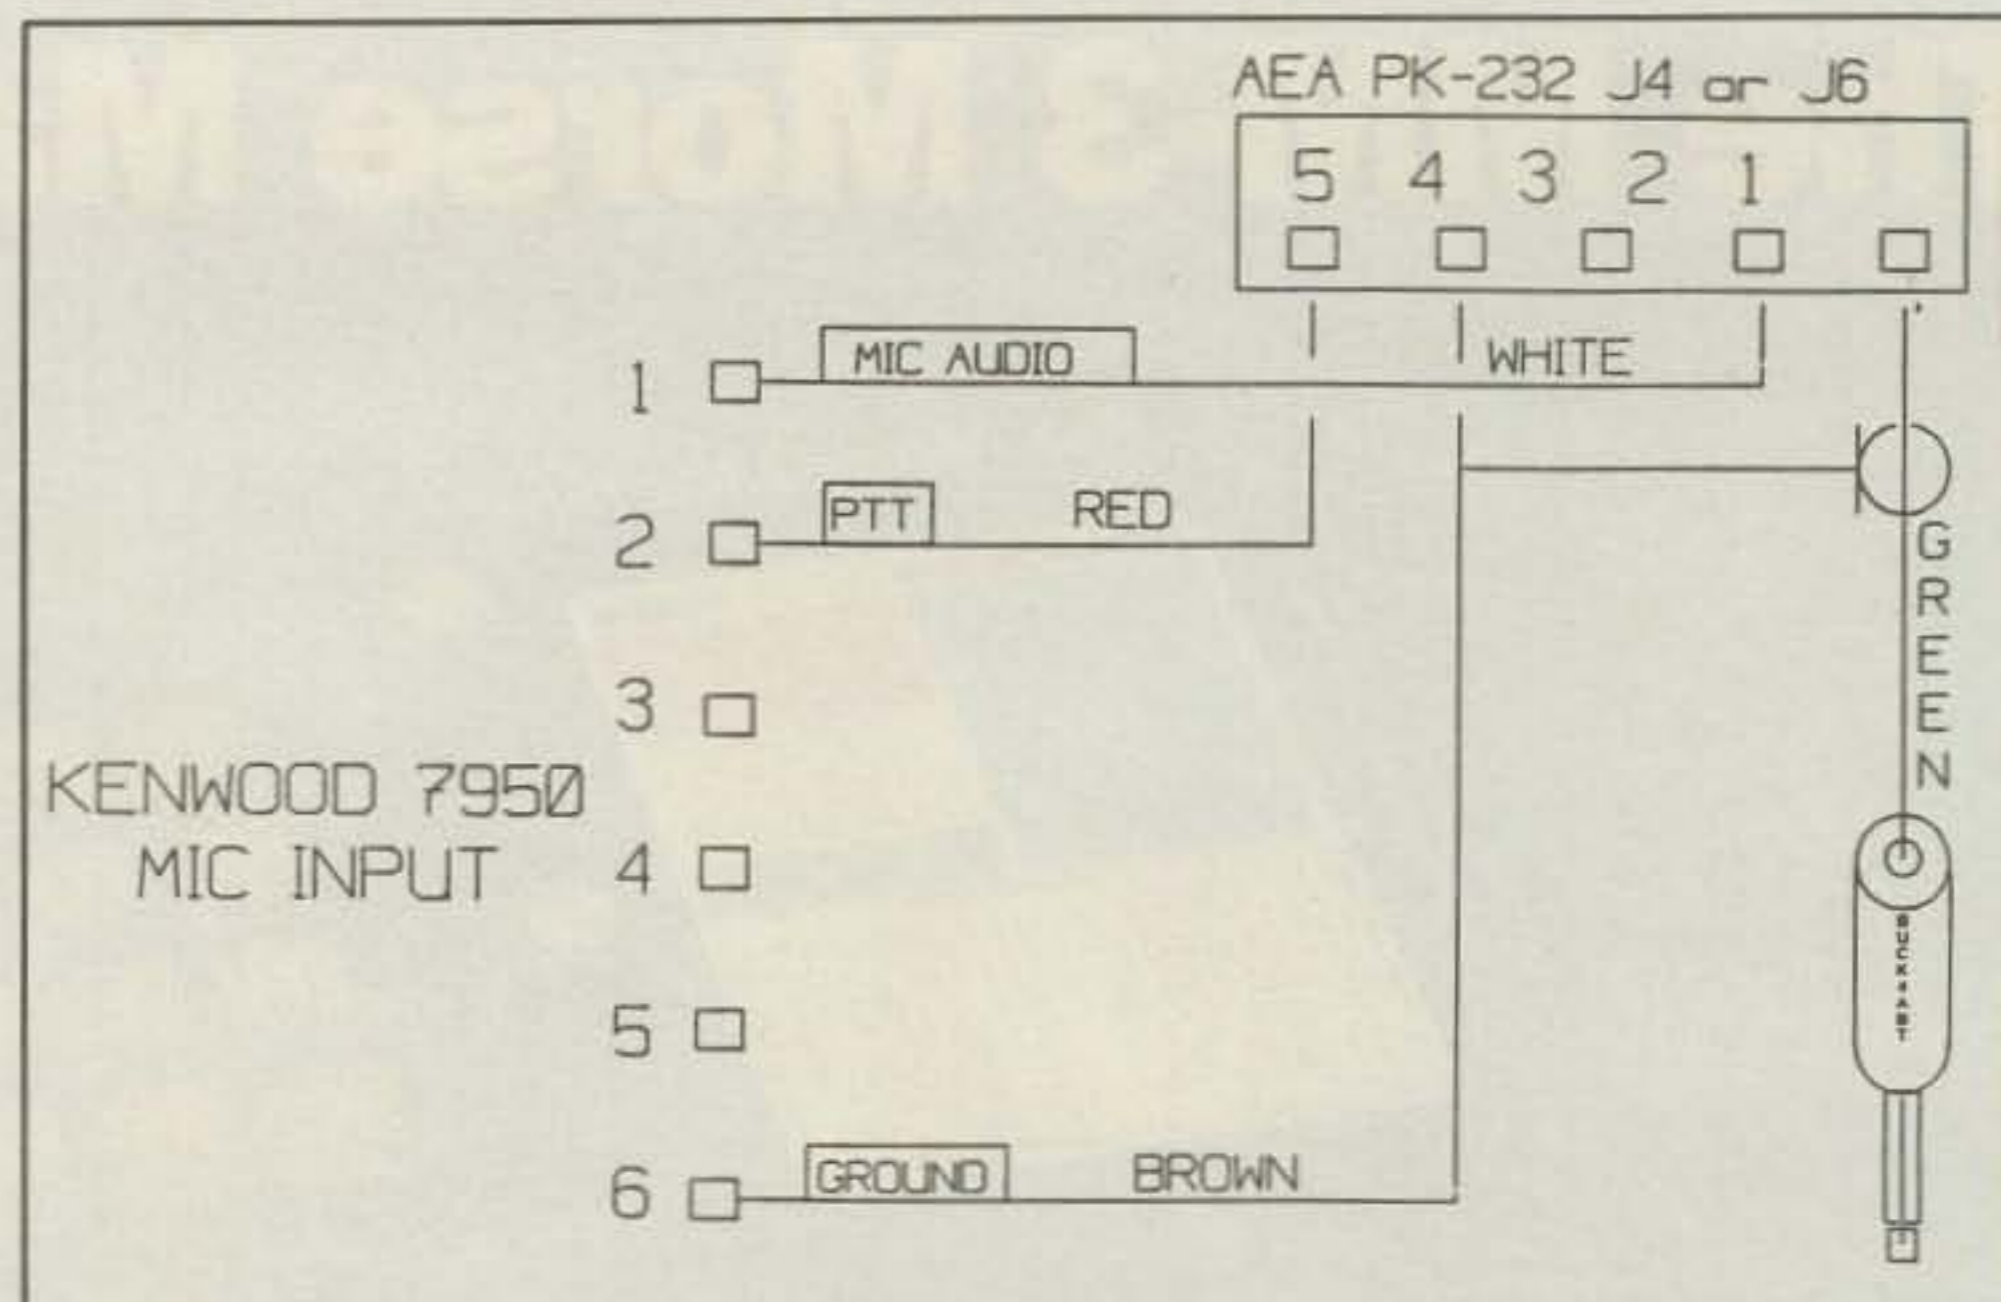 AEA PK-232 J4 or J6
5 4 3 2 1
MIC AUDIO
WHITE
1
PTT
RED
2
GREEN
3
KENWOOD 7950
MIC INPUT
4
5
GROUND
BROWN
6